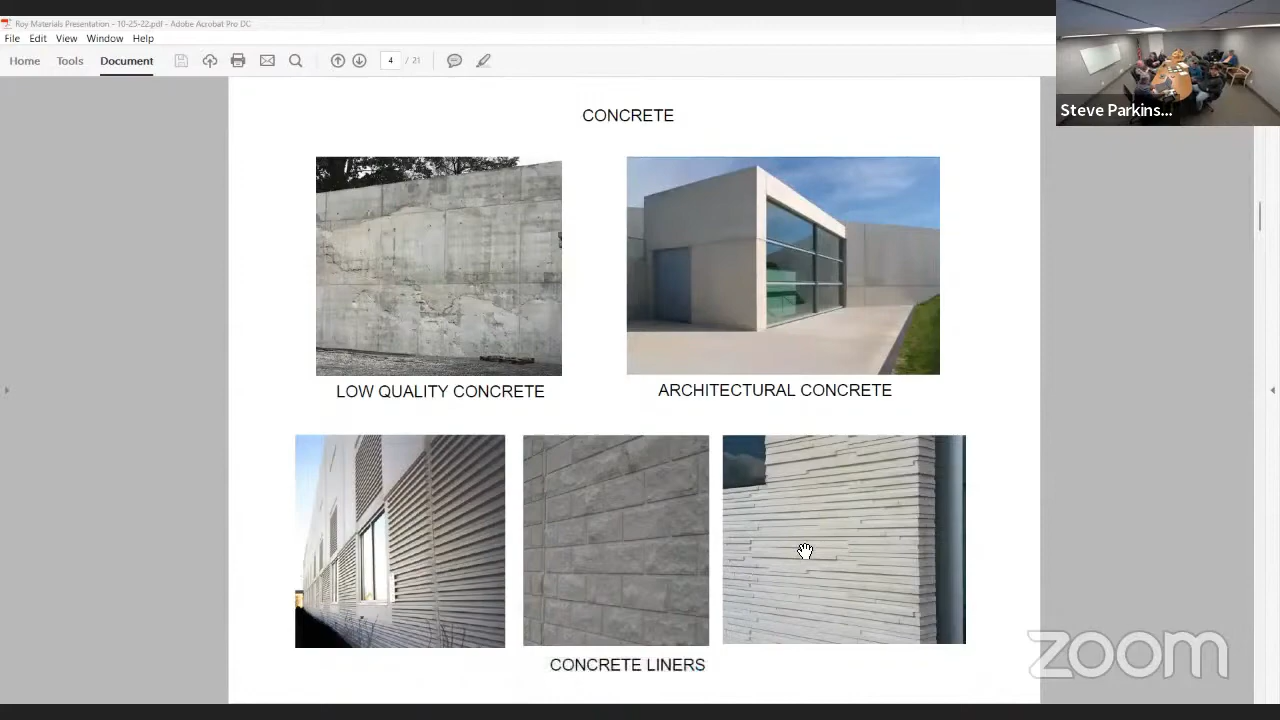 Roy Materials Presentation - 10-25-22.pdf - Adobe Acrobat Pro DC
File Edit View Window Help
Home Tools Document 4 / 21
Steve Parkins...
CONCRETE
LOW QUALITY CONCRETE
ARCHITECTURAL CONCRETE
CONCRETE LINERS
zoom